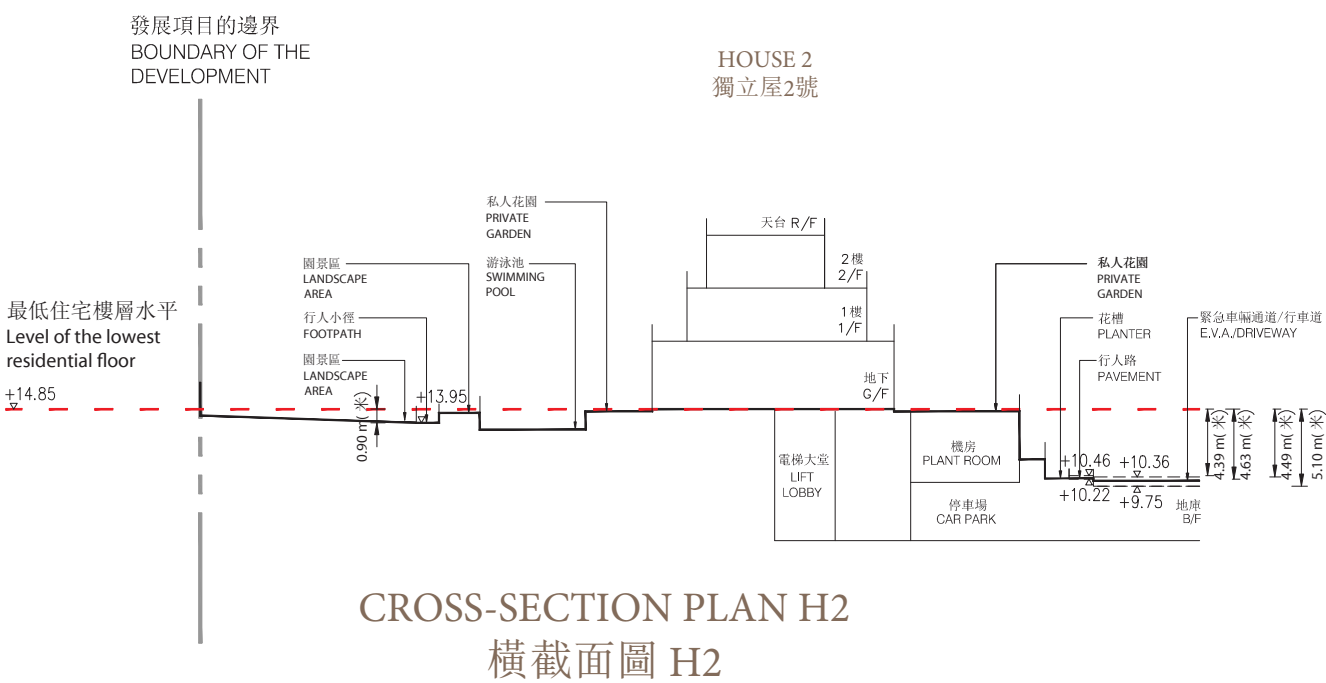 發展項目的邊界
BOUNDARY OF THE
DEVELOPMENT
HOUSE 2
獨立屋2號
私人花園
PRIVATE
GARDEN
天台 R/F
園景區
LANDSCAPE
AREA
游泳池
SWIMMING
POOL
2樓
2/F
私人花園
PRIVATE
GARDEN
最低住宅樓層水平
Level of the lowest
residential floor
行人小徑
FOOTPATH
1樓
1/F
花槽
PLANTER
緊急車輛通道/行車道
E.V.A./DRIVEWAY
園景區
LANDSCAPE
AREA
地下
G/F
行人路
PAVEMENT
+14.85
+13.95
0.90 m(米)
電梯大堂
LIFT
LOBBY
機房
PLANT ROOM
停車場
CAR PARK
+10.46
+10.36
+10.22
+9.75
地庫
B/F
4.39 m(米)
4.63 m(米)
4.49 m(米)
5.10 m(米)
CROSS-SECTION PLAN H2
橫截面圖 H2